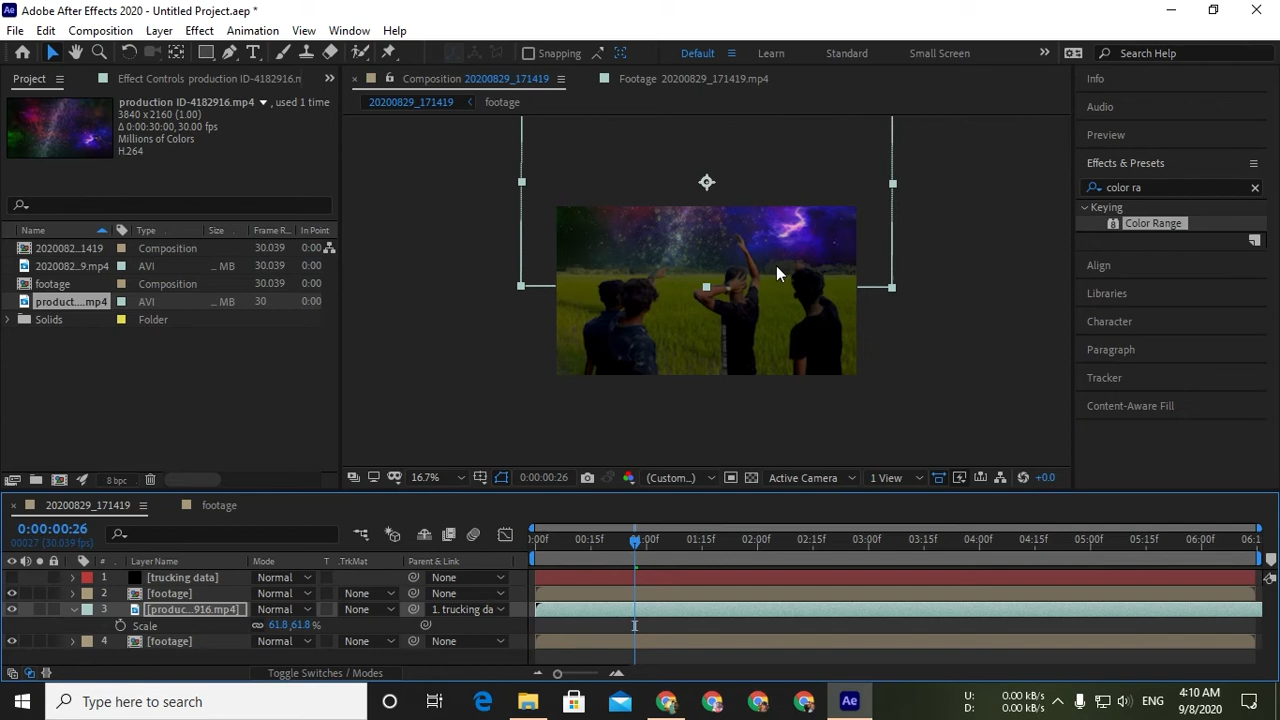 Adobe After Effects 2020 - Untitled Project.aep *
File Edit Composition Layer Effect Animation View Window Help
Snapping Default Learn Standard Small Screen Search Help
Project Effect Controls production ID-4182916.n
production ID-4182916.mp4 , used 1 time
3840 x 2160 (1.00)
Δ 0:00:30:00, 30.00 fps
Millions of Colors
H.264
Name Type Size Frame R... In Point
2020082...1419 Composition 30.039 0:00
2020082...9.mp4 AVI ... MB 30.039 0:00
footage Composition 30.039 0:00
product....mp4 AVI ... MB 30 0:00
Solids Folder
8 bpc
Composition 20200829_171419 Footage 20200829_171419.mp4
20200829_171419 footage
16.7% 0:00:00:26 (Custom... Active Camera 1 View +0.0
Info
Audio
Preview
Effects & Presets
color ra
Keying
Color Range
Align
Libraries
Character
Paragraph
Tracker
Content-Aware Fill
20200829_171419 footage
0:00:00:26
00027 (30.039 fps)
# Layer Name Mode T .TrkMat Parent & Link
1 [trucking data] Normal None
2 [footage] Normal None None
3 [produc...916.mp4] Normal None 1. trucking da
Scale 61.8,61.8 %
4 [footage] Normal None None
Toggle Switches / Modes
):00f 00:15f 01:00f 01:15f 02:00f 02:15f 03:00f 03:15f 04:00f 04:15f 05:00f 05:15f 06:00f 06:1
Type here to search
U: 0.00 kB/s
D: 0.00 kB/s
ENG
4:10 AM
9/8/2020